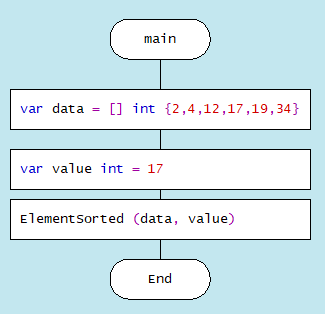 main
var data = [] int {2,4,12,17,19,34}
var value int = 17
ElementSorted (data, value)
End